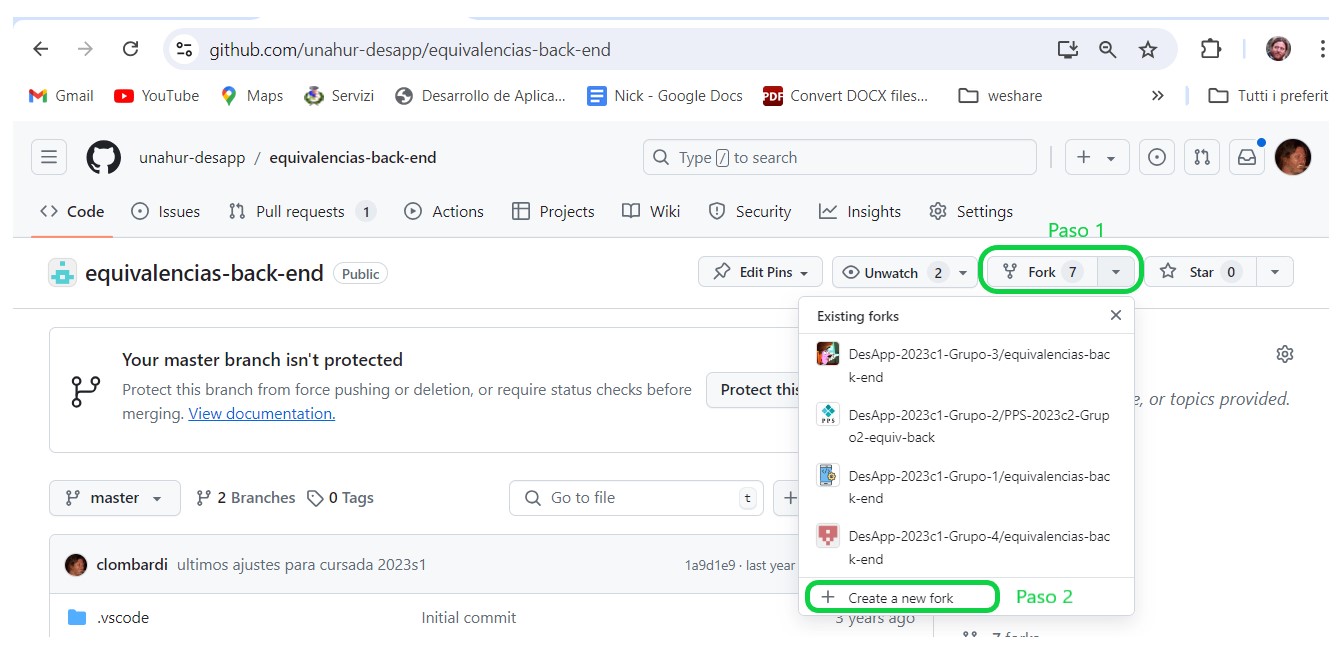 github.com/unahur-desapp/equivalencias-back-end
Gmail YouTube Maps Servizi Desarrollo de Aplica... Nick - Google Docs PDF Convert DOCX files... weshare » Tutti i preferit
unahur-desapp / equivalencias-back-end Type / to search
Code Issues Pull requests 1 Actions Projects Wiki Security Insights Settings
Paso 1
equivalencias-back-end Public Edit Pins Unwatch 2 Fork 7 Star 0
Existing forks
DesApp-2023c1-Grupo-3/equivalencias-bac
k-end
PPS
DesApp-2023c1-Grupo-2/PPS-2023c2-Grup
o2-equiv-back
DesApp-2023c1-Grupo-1/equivalencias-bac
k-end
DesApp-2023c1-Grupo-4/equivalencias-bac
k-end
+ Create a new fork Paso 2
Your master branch isn't protected
Protect this branch from force pushing or deletion, or require status checks before
merging. View documentation.
Protect this
, or topics provided.
master 2 Branches 0 Tags Go to file t +
clombardi ultimos ajustes para cursada 2023s1 1a9d1e9 · last year
.vscode Initial commit 3 years ago
7 forks